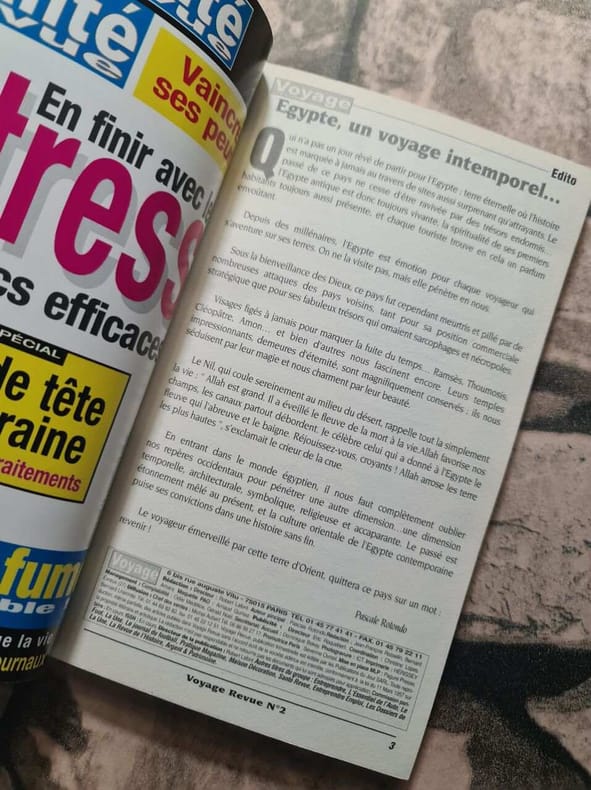 nté
vue
té
ue
Vaincre
ses peu
En finir avec le
tress
cs efficaces
SPÉCIAL
de tête
raine
raitements
fum
ble
ue la vie
ournaux
Voyage
Edito
Egypte, un voyage intemporel...
Qui n'a pas un jour rêvé de partir pour l'Egypte ; terre éternelle où l'histoire
est marquée à jamais au travers de sites aussi surprenant qu'attrayants. Le
passé de ce pays ne cesse d'être ravivée par des trésors endormis.
l'Egypte antique est donc toujours vivante, la spiritualité de ses premiers
habitants toujours aussi présente, et chaque touriste trouve en cela un parfum
envoûtant.
Depuis des millénaires, l'Egypte est émotion pour chaque voyageur qui
s'aventure sur ses terres. On ne la visite pas, mais elle pénètre en nous.
Sous la bienveillance des Dieux, ce pays fut cependant meurtris et pillé par de
nombreuses attaques des pays voisins, tant pour sa position commerciale
stratégique que pour ses fabuleux trésors qui ornaient sarcophages et nécropoles.
Visages figés à jamais pour marquer la fuite du temps... Ramsès, Thoumosis,
Cléopâtre, Amon... et bien d'autres nous fascinent encore. Leurs temples
impressionnants, demeures d'éternité, sont magnifiquement conservés ; ils nous
séduisent par leur magie et nous charment par leur beauté.
Le Nil, qui coule sereinement au milieu du désert, rappelle tout la simplement
la vie : " Allah est grand. Il a éveillé le fleuve de la mort à la vie.Allah favorise nos
champs, les canaux partout débordent. Je célèbre celui qui a donné à l'Egypte le
fleuve qui l'abreuve et la baigne. Réjouissez-vous, croyants ! Allah arrose les terre
les plus hautes ", s'exclamait le crieur de la crue.
En entrant dans le monde égyptien, il nous faut complètement oublier
nos repères occidentaux pour pénétrer une autre dimension...une dimension
temporelle, architecturale, symbolique, religieuse et accaparante. Le passé est
étonnement mêlé au présent, et la culture orientale de l'Egypte contemporaine
puise ses convictions dans une histoire sans fin.
Le voyageur émerveillé par cette terre d'Orient, quittera ce pays sur un mot :
revenir !
Pascale Rotondo
Voyage
6 bis rue auguste Vitu - 75015 PARIS TEL 01 45 77 41 41 - FAX. 01 45 79 22 11
Voyage Revue N°2
3